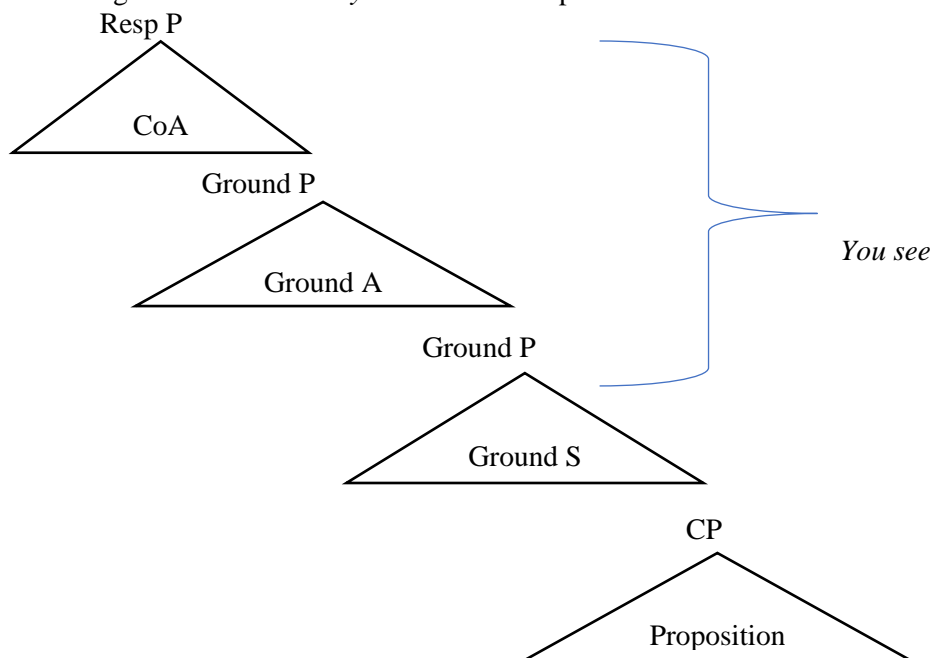 Resp P
CoA
Ground P
Ground A
You see
Ground P
Ground S
CP
Proposition